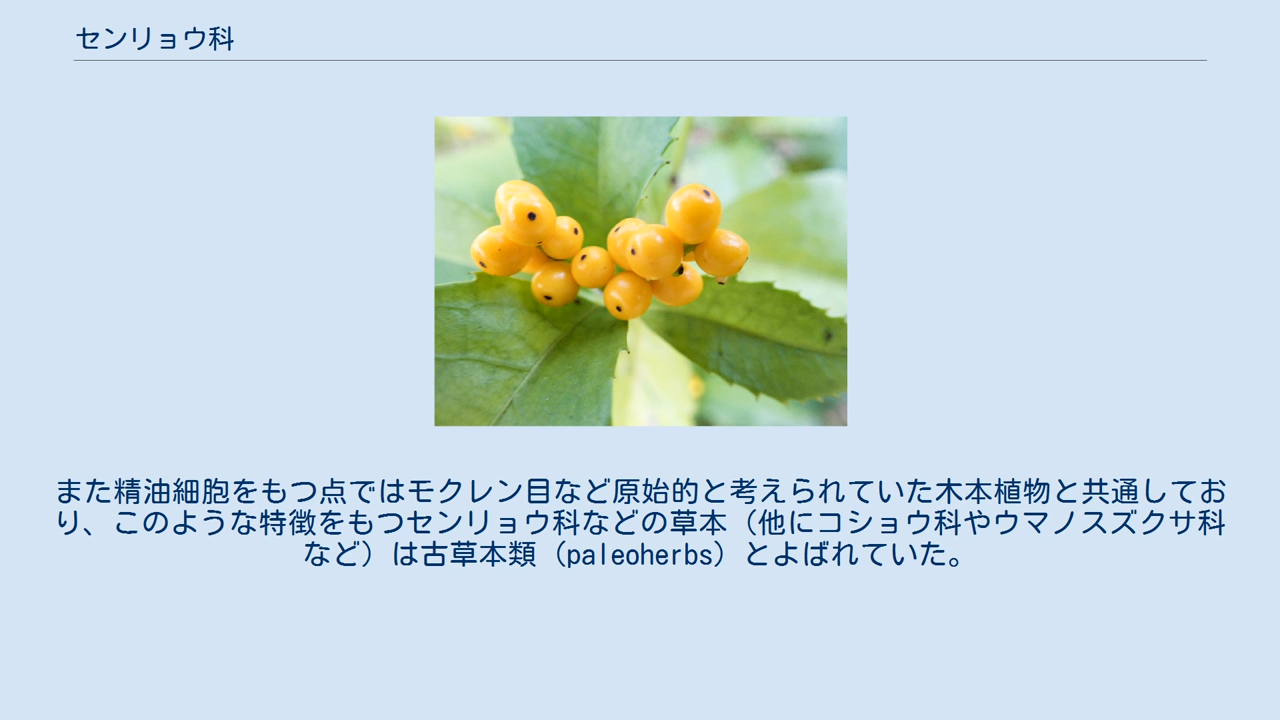 センリョウ科
また精油細胞をもつ点ではモクレン目など原始的と考えられていた木本植物と共通してお
り、このような特徴をもつセンリョウ科などの草本（他にコショウ科やウマノスズクサ科
など）は古草本類（paleoherbs）とよばれていた。